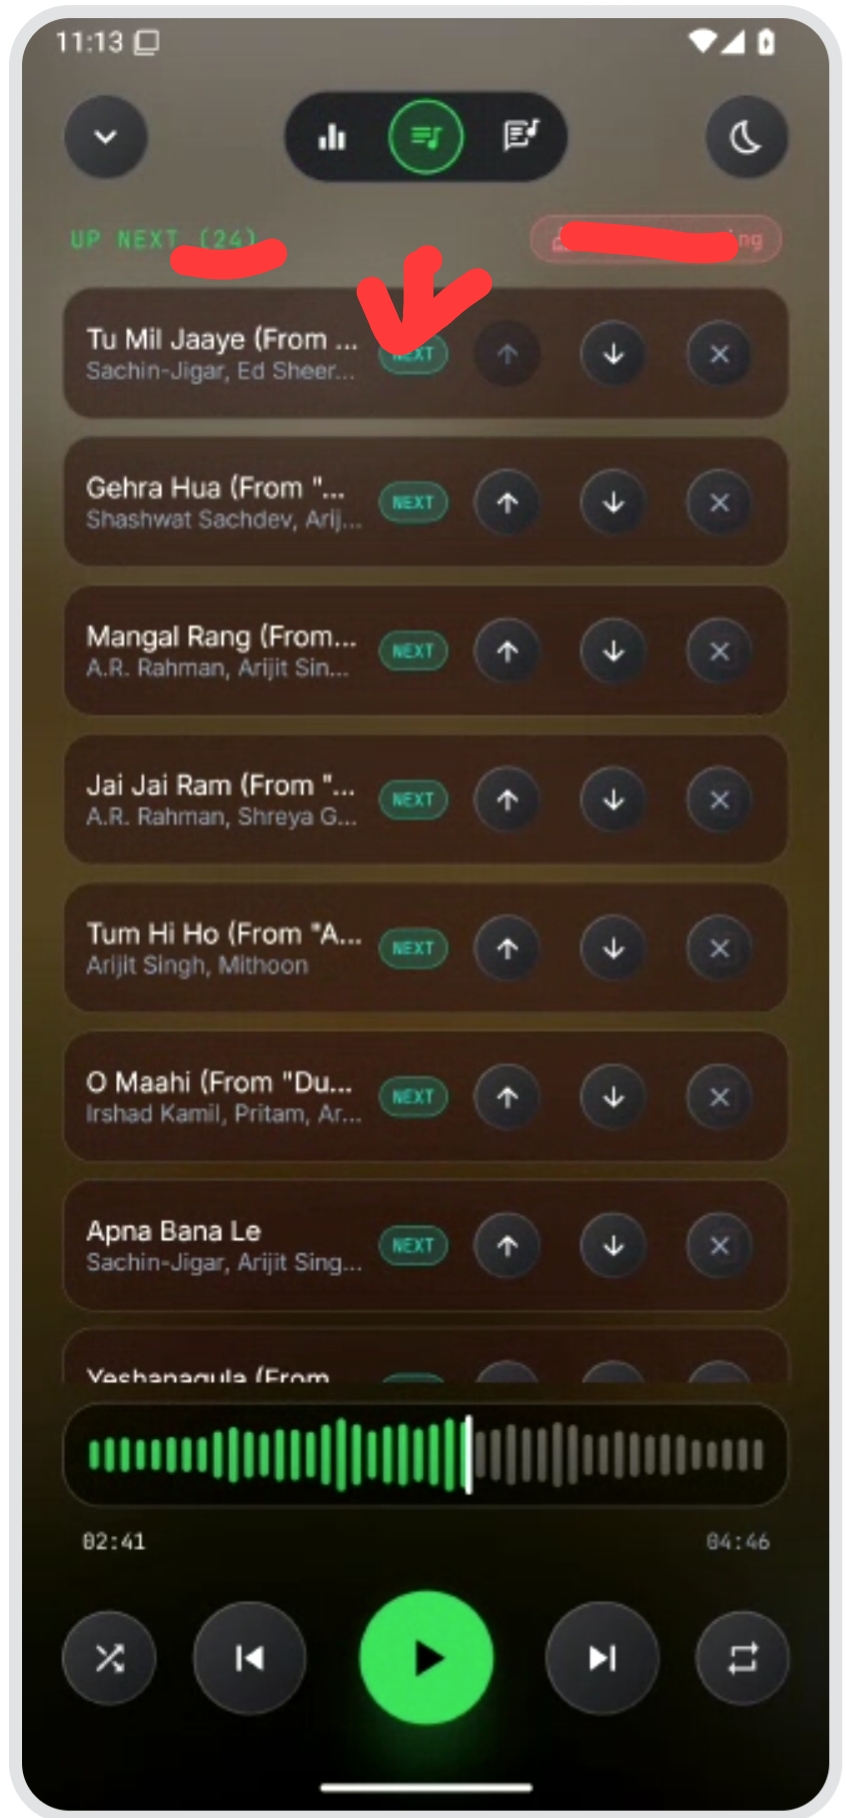 11:13
UP NEXT (24)
Tu Mil Jaaye (From ...
NEXT
Sachin-Jigar, Ed Sheer...
Gehra Hua (From "...
NEXT
Shashwat Sachdev, Arij...
Mangal Rang (From...
NEXT
A.R. Rahman, Arijit Sin...
Jai Jai Ram (From "...
NEXT
A.R. Rahman, Shreya G...
Tum Hi Ho (From "A...
NEXT
Arijit Singh, Mithoon
O Maahi (From "Du...
NEXT
Irshad Kamil, Pritam, Ar...
Apna Bana Le
NEXT
Sachin-Jigar, Arijit Sing...
02:41
04:46